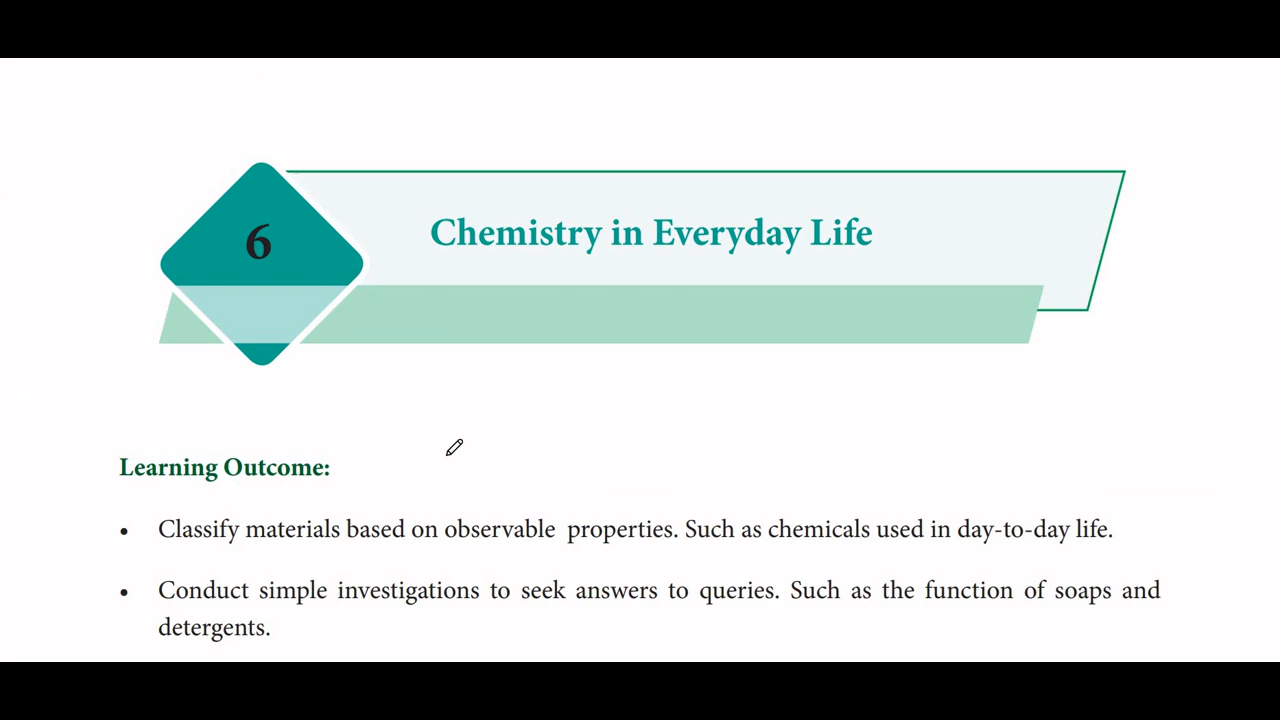 6
Chemistry in Everyday Life
Learning Outcome:
• Classify materials based on observable properties. Such as chemicals used in day-to-day life.
• Conduct simple investigations to seek answers to queries. Such as the function of soaps and
detergents.